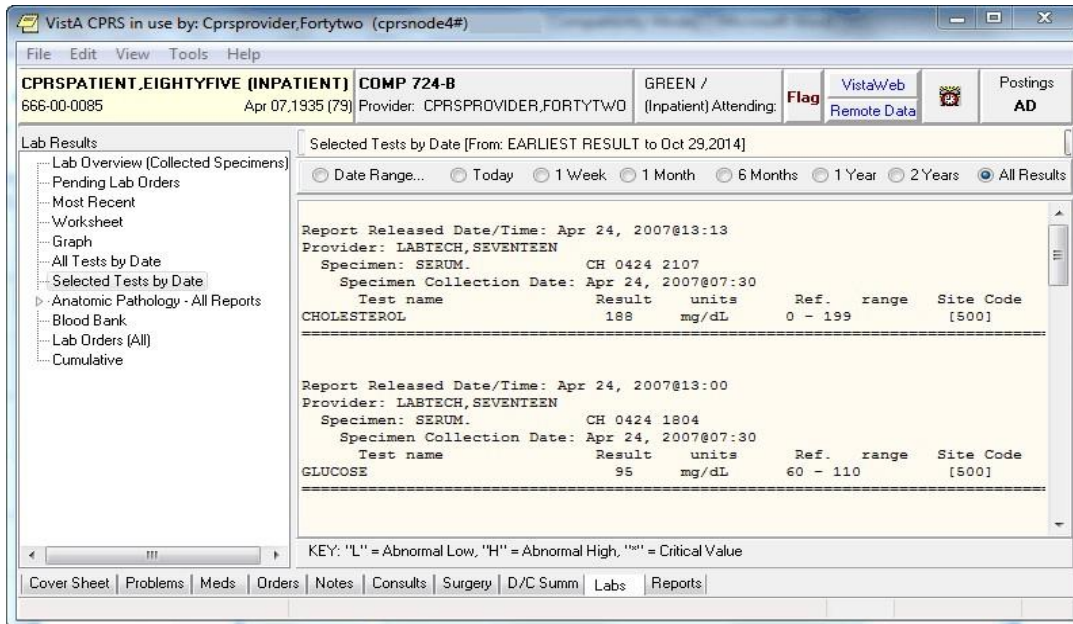 VistA CPRS in use by: Cprsprovider,Fortytwo (cprsnode4#)
File Edit View Tools Help
CPRSPATIENT,EIGHTYFIVE (INPATIENT) COMP 724-B GREEN / Flag VistaWeb Postings
666-00-0085 Apr 07,1935 (79) Provider: CPRSPROVIDER,FORTYTWO (Inpatient) Attending: Remote Data AD
Lab Results
Lab Overview (Collected Specimens)
Pending Lab Orders
Most Recent
Worksheet
Graph
All Tests by Date
Selected Tests by Date
Anatomic Pathology - All Reports
Blood Bank
Lab Orders (All)
Cumulative
Selected Tests by Date [From: EARLIEST RESULT to Oct 29,2014]
Date Range... Today 1 Week 1 Month 6 Months 1 Year 2 Years All Results
Report Released Date/Time: Apr 24, 2007@13:13
Provider: LABTECH,SEVENTEEN
Specimen: SERUM. CH 0424 2107
Specimen Collection Date: Apr 24, 2007@07:30
Test name Result units Ref. range Site Code
CHOLESTEROL 188 mg/dL 0 - 199 [500]
Report Released Date/Time: Apr 24, 2007@13:00
Provider: LABTECH,SEVENTEEN
Specimen: SERUM. CH 0424 1804
Specimen Collection Date: Apr 24, 2007@07:30
Test name Result units Ref. range Site Code
GLUCOSE 95 mg/dL 60 - 110 [500]
KEY: "L" = Abnormal Low, "H" = Abnormal High, "*" = Critical Value
Cover Sheet Problems Meds Orders Notes Consults Surgery D/C Summ Labs Reports